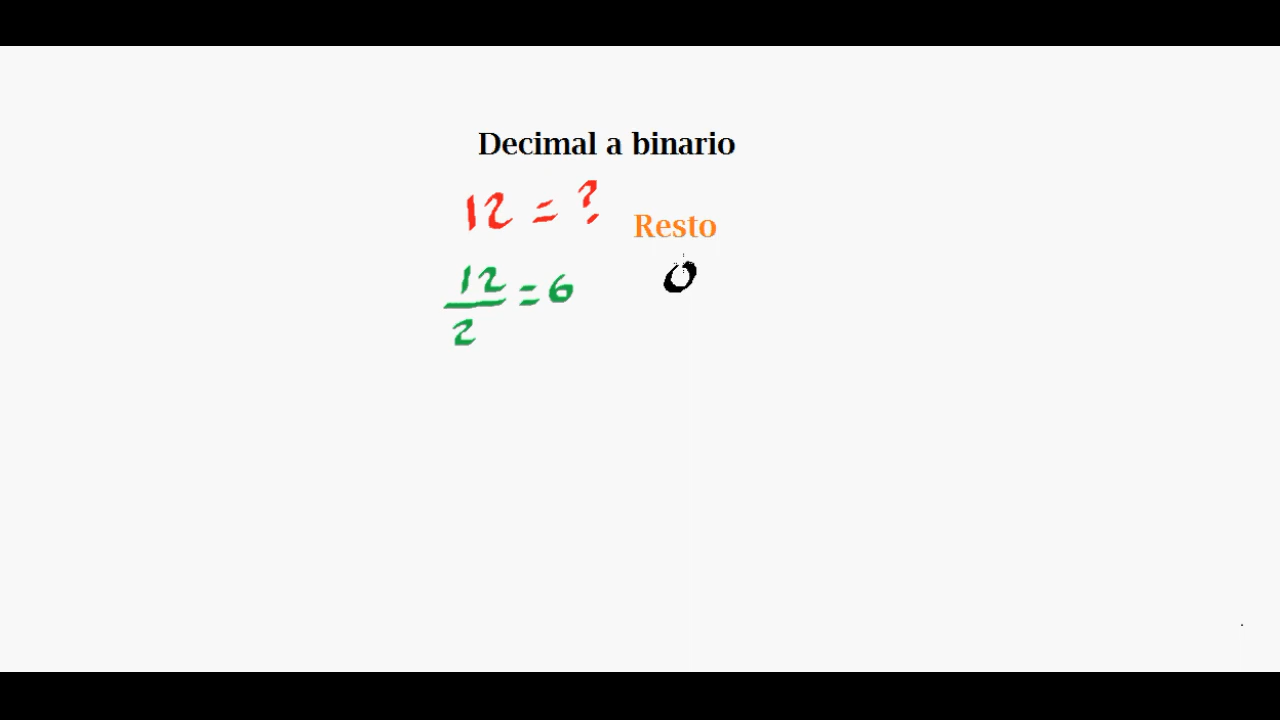 Decimal a binario
12 = ?
Resto
12/2 = 6
0